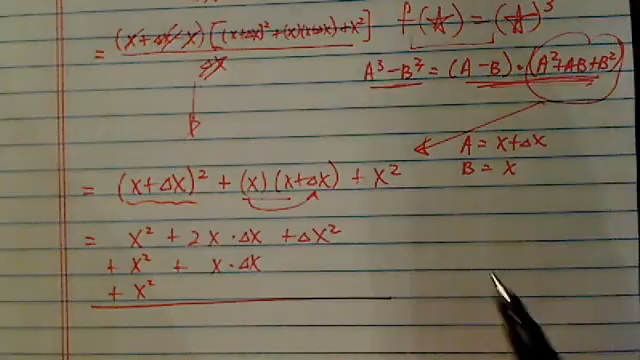 = (x+Δx-x)[(x+Δx)²+(x)(x+Δx)+x²] / Δx
f(☆) = (☆)³
A³-B³ = (A-B)·(A²+AB+B²)
A = x+Δx
B = x
= (x+Δx)² + (x)(x+Δx) + x²
= x² + 2x·Δx + Δx²
+ x² + x·Δx
+ x²